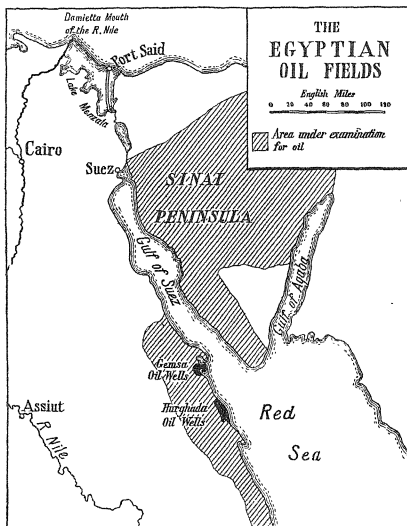 Damietta Mouth
of the R. Nile
Port Said
Lake Menzala
Cairo
Suez
THE
EGYPTIAN
OIL FIELDS
English Miles
0 20 40 60 80 100 120
Area under examination
for oil
SINAI
PENINSULA
Gulf of Suez
Gulf of Aqaba
Gemsa
Oil Wells
Hurghada
Oil Wells
Assiut
R. Nile
Red
Sea